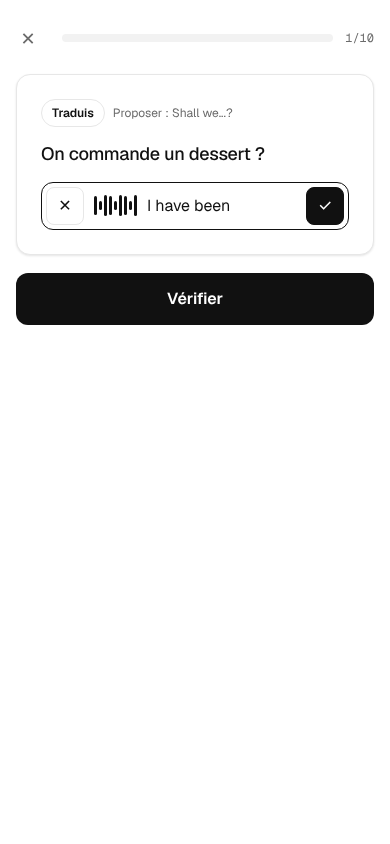 1/10
Traduis Proposer : Shall we…?
On commande un dessert ?
I have been
Vérifier